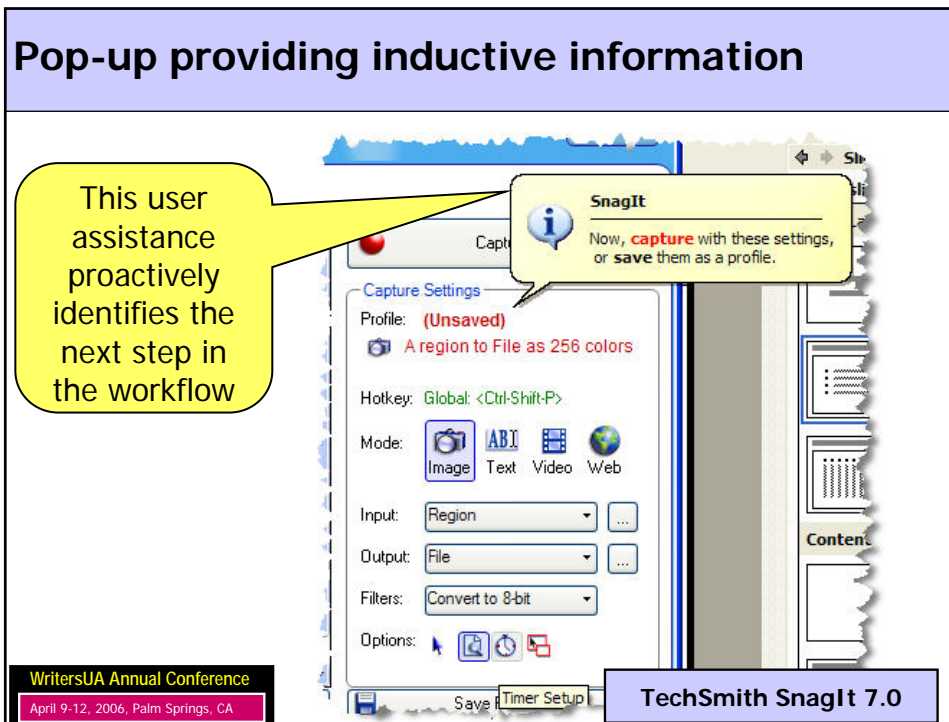 Pop-up providing inductive information
This user
assistance
proactively
identifies the
next step in
the workflow
SnagIt
Now, capture with these settings,
or save them as a profile.
Capture Settings
Profile: (Unsaved)
A region to File as 256 colors
Hotkey: Global: <Ctrl-Shift-P>
Mode:
Image Text Video Web
Input: Region ...
Output: File ...
Filters: Convert to 8-bit
Options:
Save
Timer Setup
WritersUA Annual Conference
April 9-12, 2006, Palm Springs, CA
TechSmith SnagIt 7.0